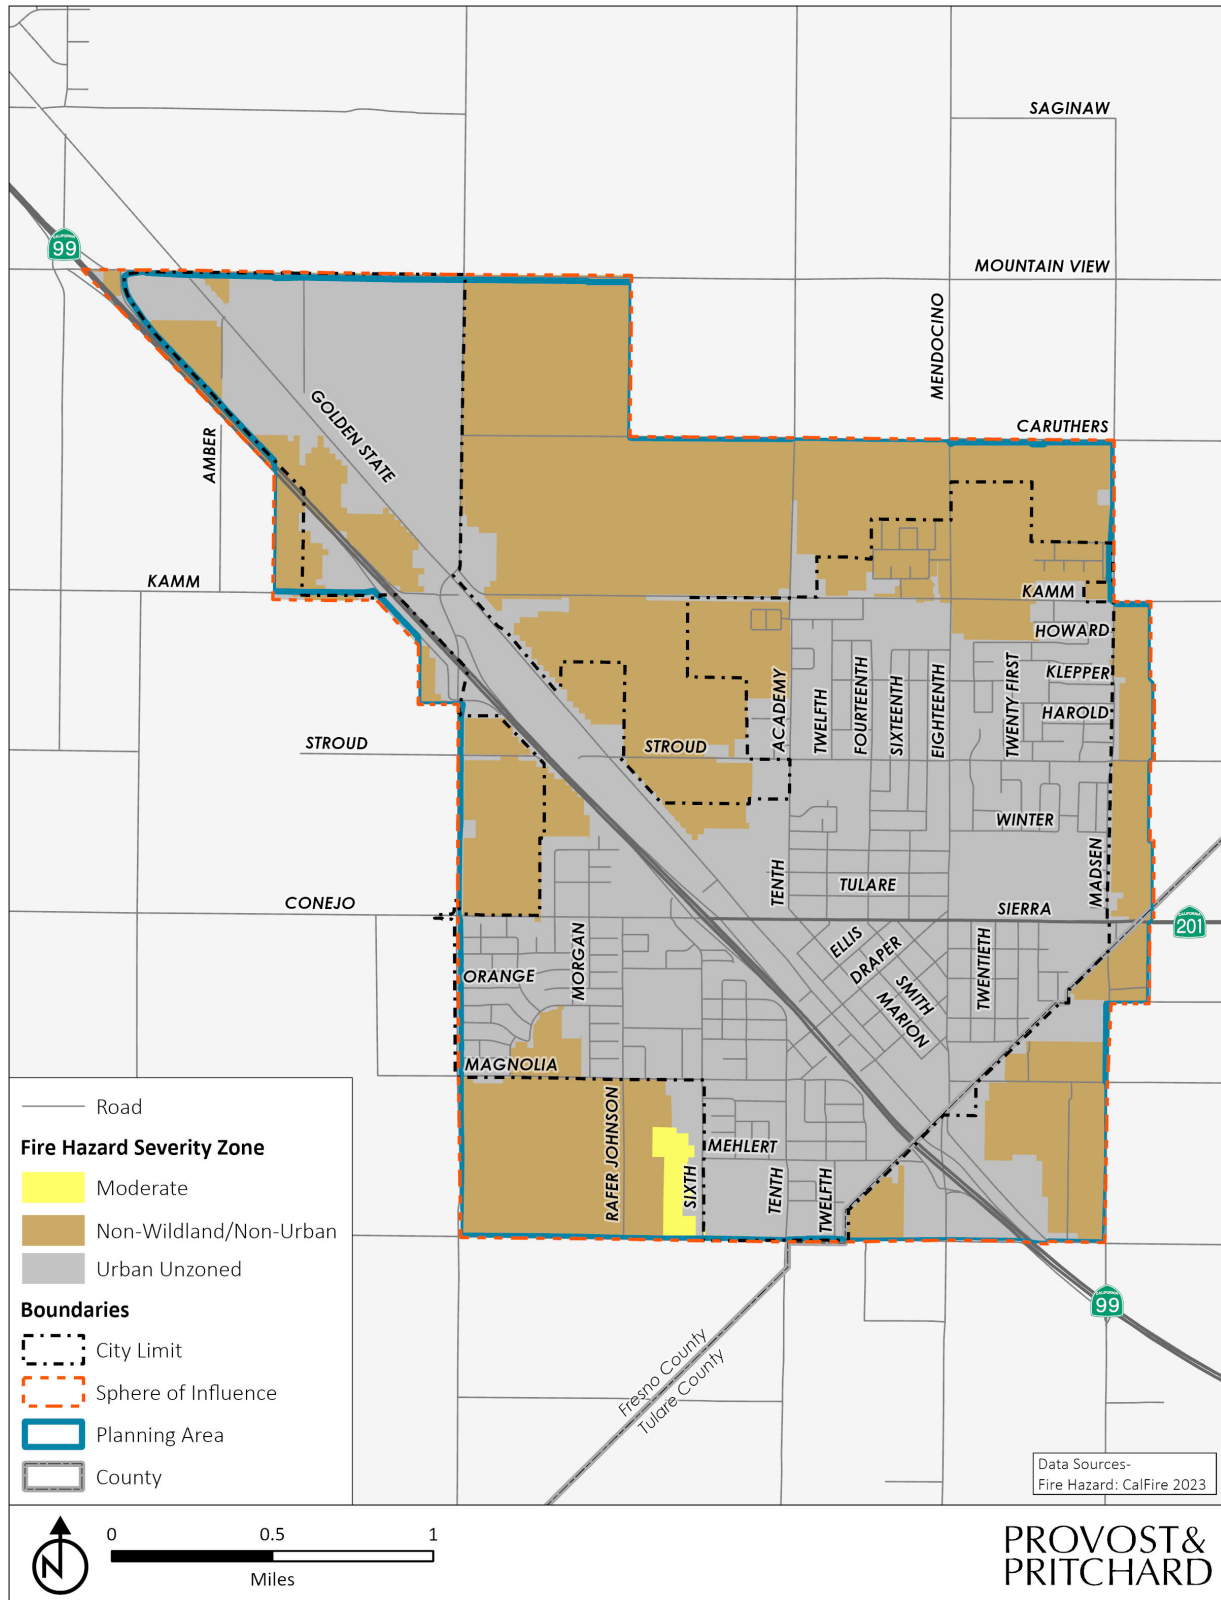 SAGINAW
CALIFORNIA
99
MOUNTAIN VIEW
MENDOCINO
GOLDEN STATE
CARUTHERS
AMBER
KAMM
KAMM
HOWARD
KLEPPER
HAROLD
ACADEMY
TWELFTH
FOURTEENTH
SIXTEENTH
EIGHTEENTH
TWENTY FIRST
STROUD
STROUD
WINTER
MADSEN
TENTH
TULARE
CONEJO
SIERRA
CALIFORNIA
201
ELLIS
DRAPER
SMITH
MARION
TWENTIETH
ORANGE
MORGAN
MAGNOLIA
RAFER JOHNSON
SIXTH
MEHLERT
TENTH
TWELFTH
CALIFORNIA
99
Fresno County
Tulare County
Road
Fire Hazard Severity Zone
Moderate
Non-Wildland/Non-Urban
Urban Unzoned
Boundaries
City Limit
Sphere of Influence
Planning Area
County
Data Sources-
Fire Hazard: CalFire 2023
N
0 0.5 1
Miles
PROVOST&
PRITCHARD